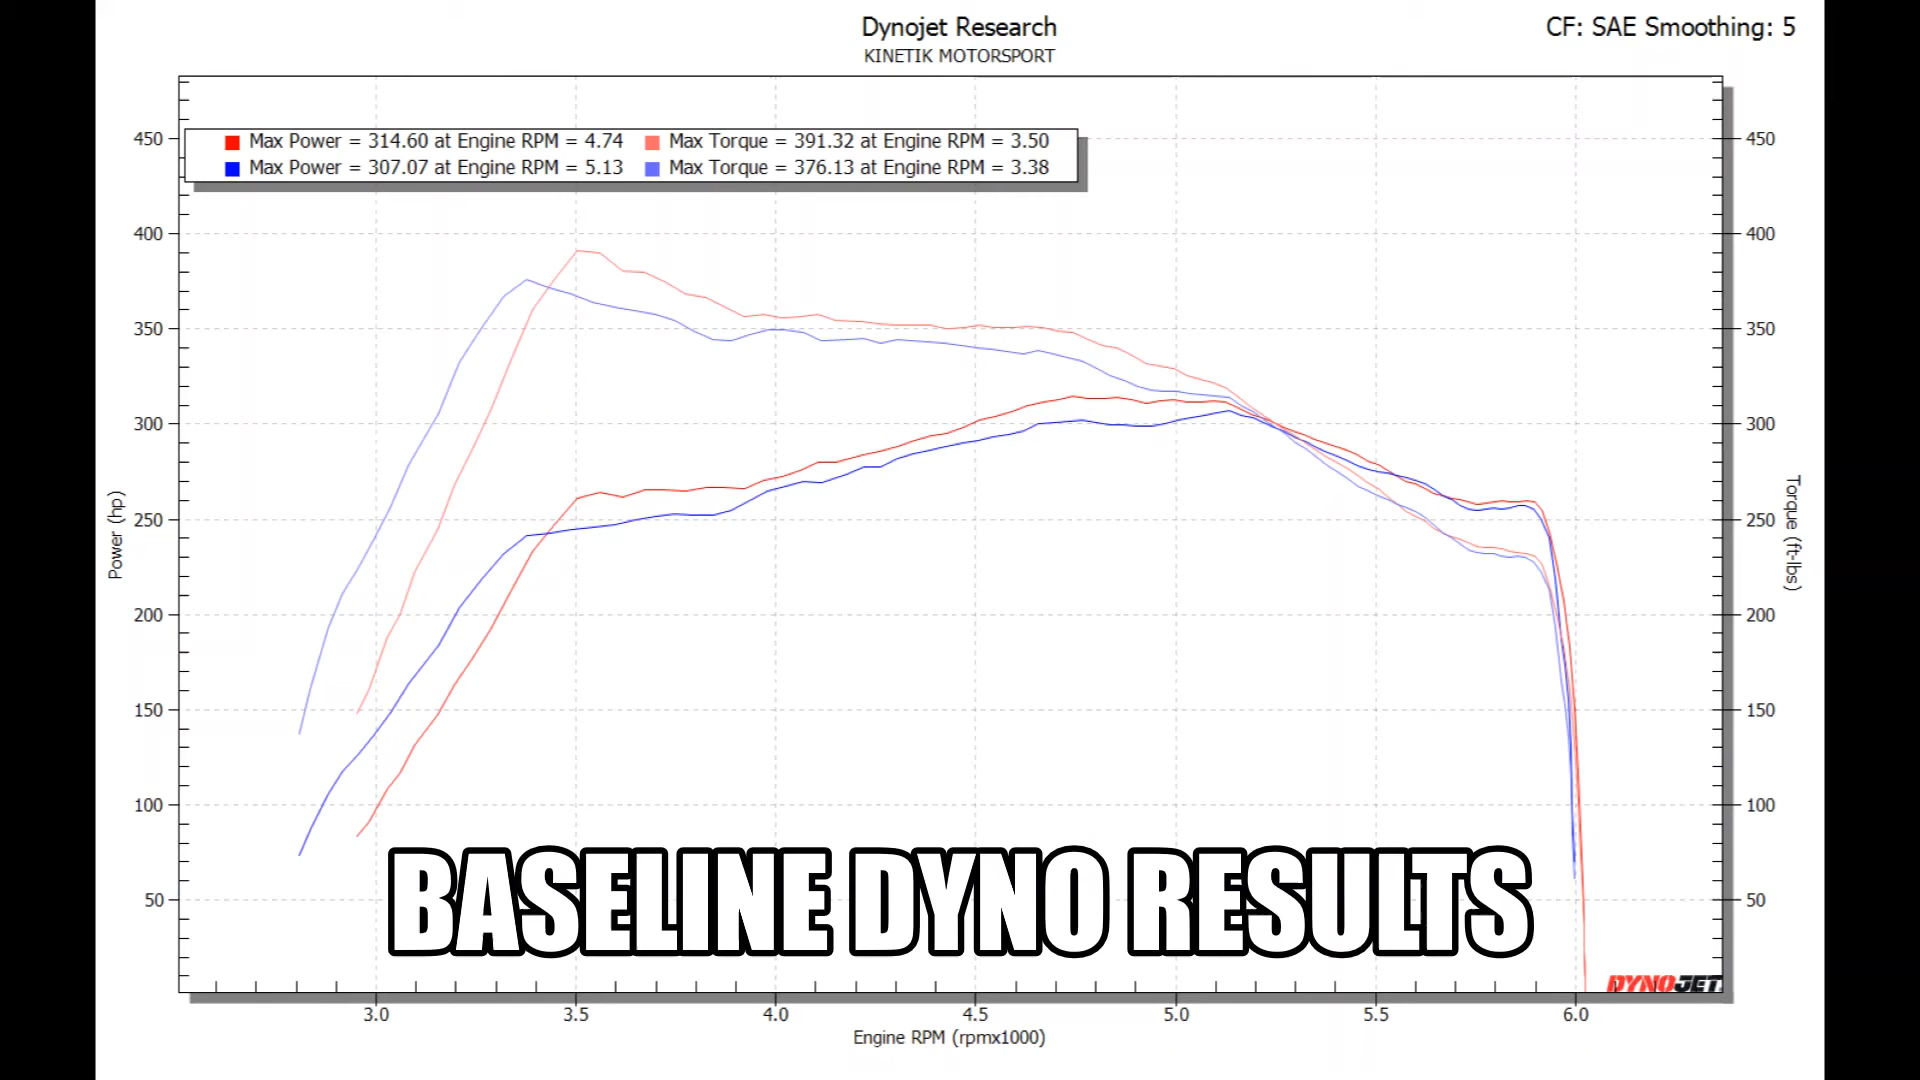 Dynojet Research
CF: SAE Smoothing: 5
KINETIK MOTORSPORT
Max Power = 314.60 at Engine RPM = 4.74 Max Torque = 391.32 at Engine RPM = 3.50
Max Power = 307.07 at Engine RPM = 5.13 Max Torque = 376.13 at Engine RPM = 3.38
450 450
400 400
350 350
300 300
250 250
200 200
150 150
100 100
50 50
Power (hp)
Torque (ft-lbs)
BASELINE DYNO RESULTS
DYNOJET
3.0 3.5 4.0 4.5 5.0 5.5 6.0
Engine RPM (rpmx1000)